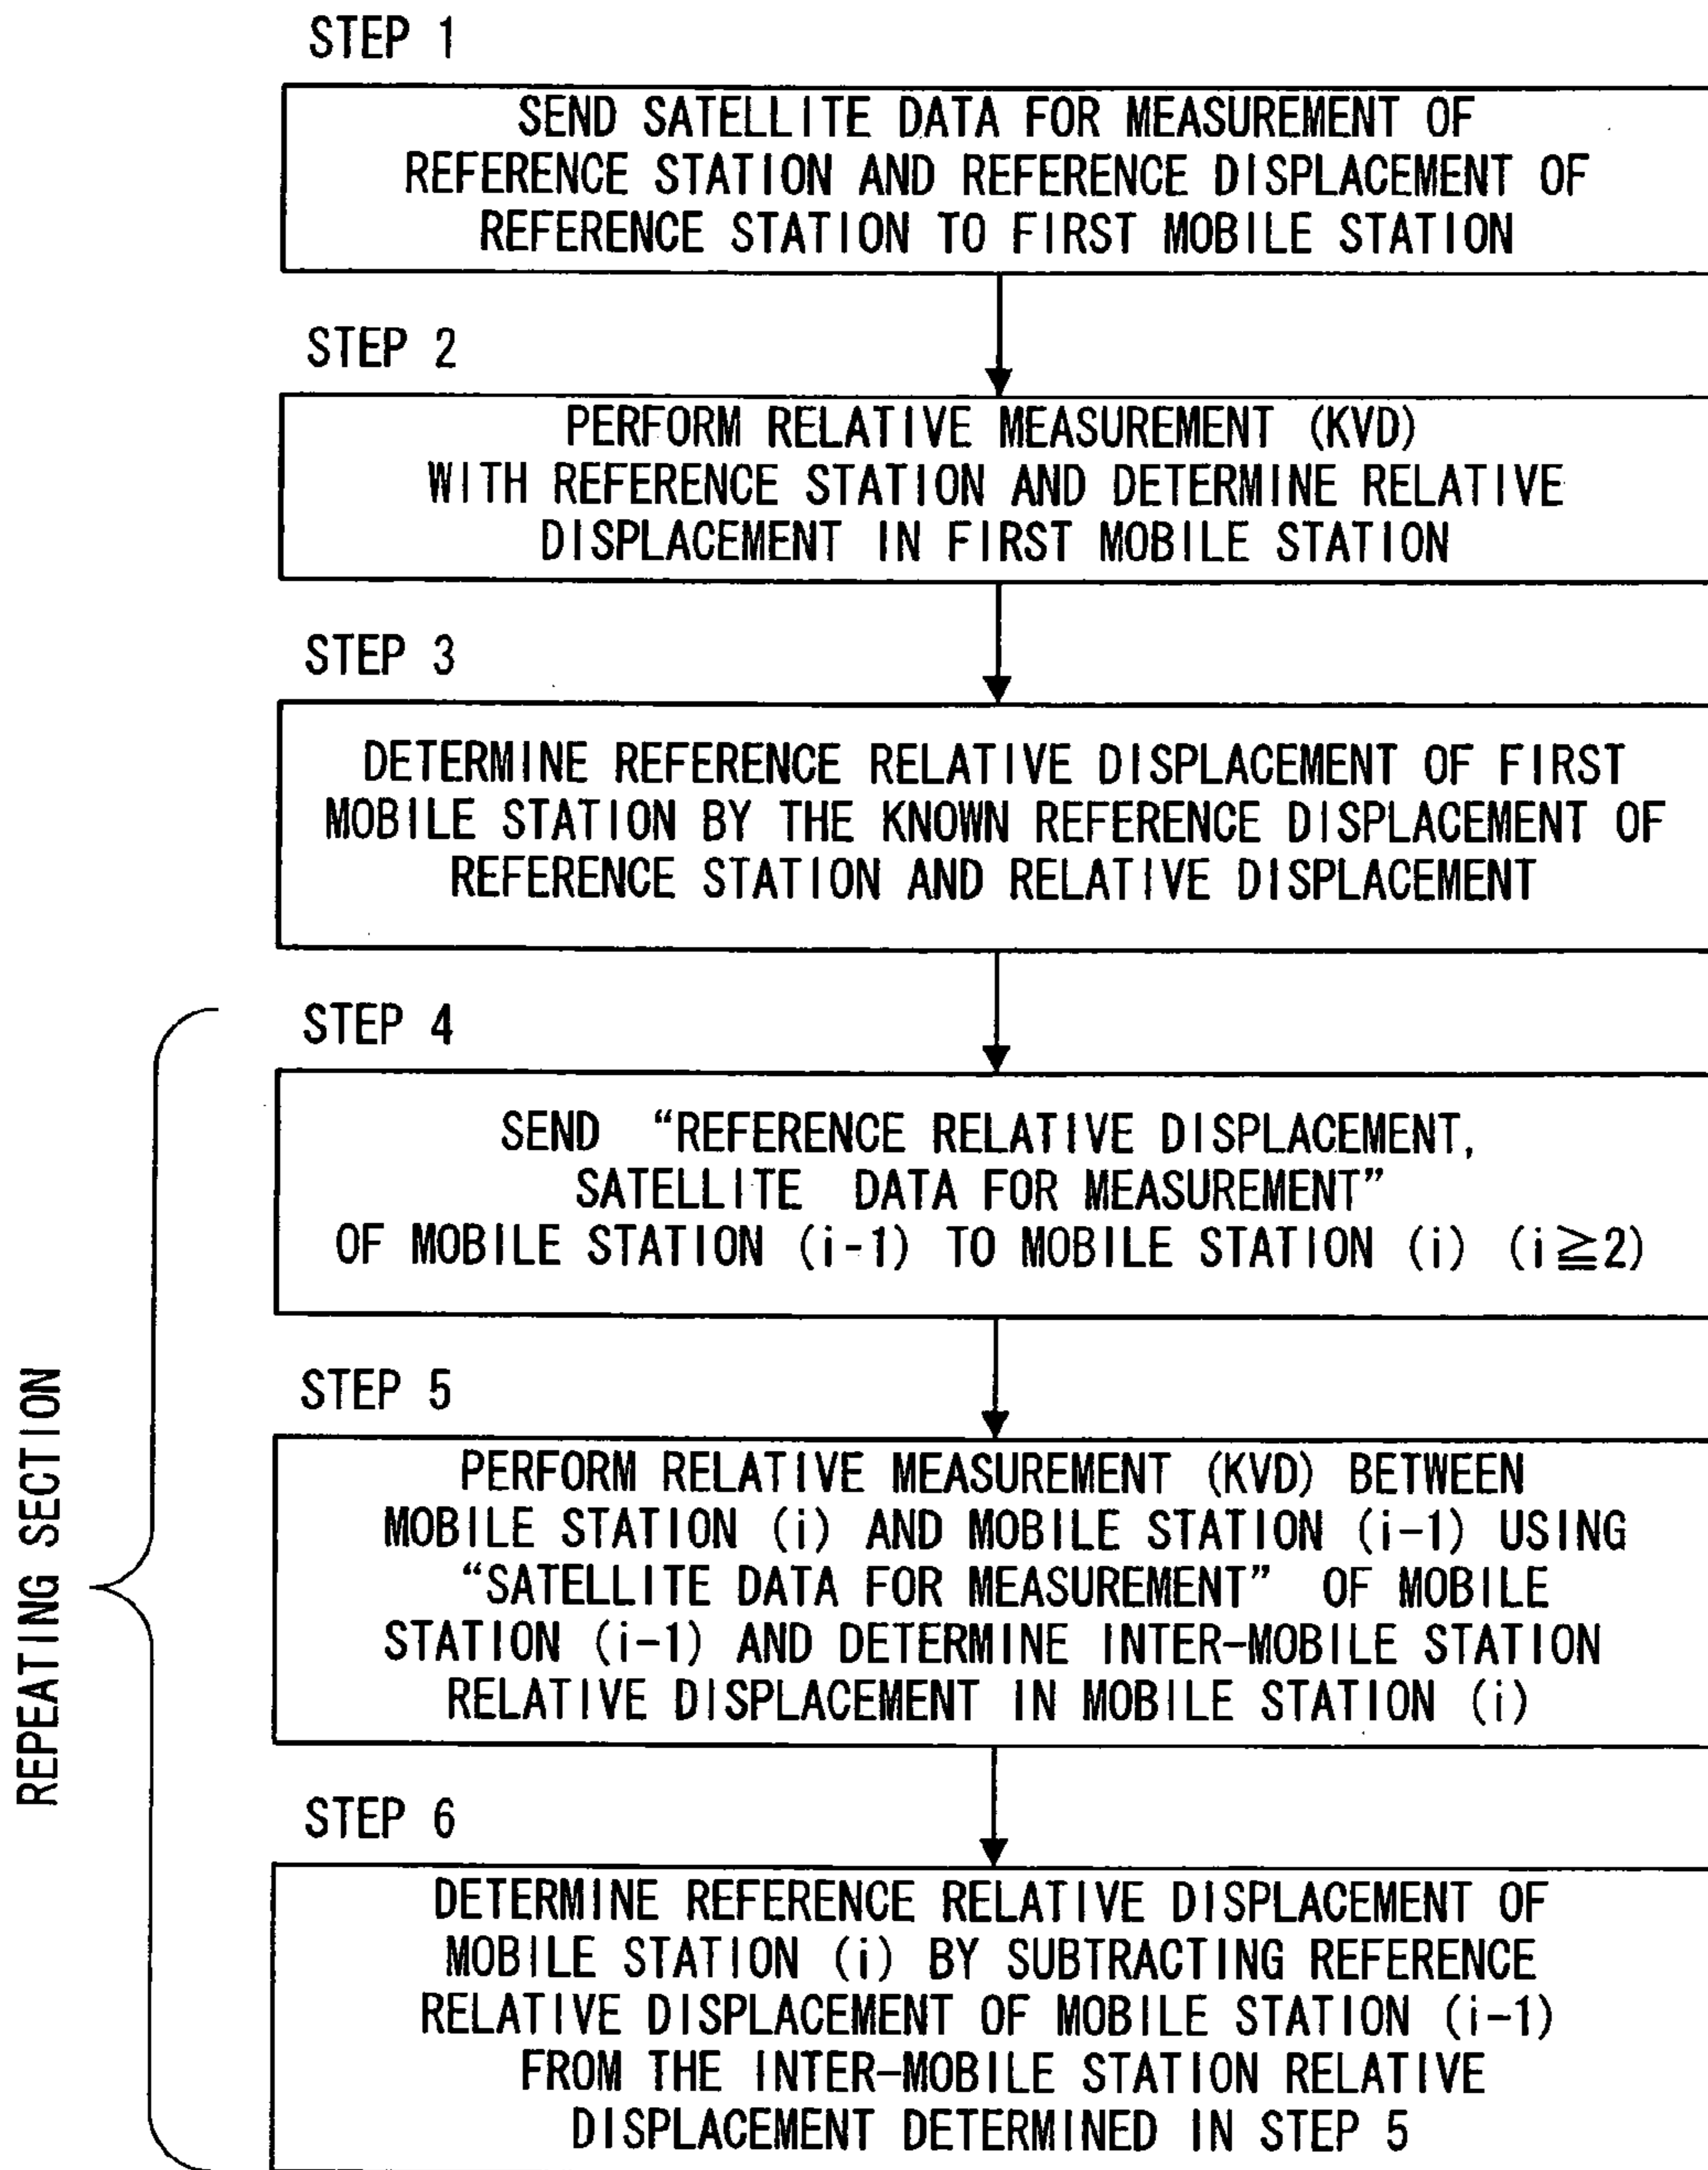 STEP 1
SEND SATELLITE DATA FOR MEASUREMENT OF
REFERENCE STATION AND REFERENCE DISPLACEMENT OF
REFERENCE STATION TO FIRST MOBILE STATION
STEP 2
PERFORM RELATIVE MEASUREMENT (KVD)
WITH REFERENCE STATION AND DETERMINE RELATIVE
DISPLACEMENT IN FIRST MOBILE STATION
STEP 3
DETERMINE REFERENCE RELATIVE DISPLACEMENT OF FIRST
MOBILE STATION BY THE KNOWN REFERENCE DISPLACEMENT OF
REFERENCE STATION AND RELATIVE DISPLACEMENT
REPEATING SECTION
STEP 4
SEND “REFERENCE RELATIVE DISPLACEMENT,
SATELLITE DATA FOR MEASUREMENT”
OF MOBILE STATION (i-1) TO MOBILE STATION (i) (i≧2)
STEP 5
PERFORM RELATIVE MEASUREMENT (KVD) BETWEEN
MOBILE STATION (i) AND MOBILE STATION (i-1) USING
“SATELLITE DATA FOR MEASUREMENT” OF MOBILE
STATION (i-1) AND DETERMINE INTER-MOBILE STATION
RELATIVE DISPLACEMENT IN MOBILE STATION (i)
STEP 6
DETERMINE REFERENCE RELATIVE DISPLACEMENT OF
MOBILE STATION (i) BY SUBTRACTING REFERENCE
RELATIVE DISPLACEMENT OF MOBILE STATION (i-1)
FROM THE INTER-MOBILE STATION RELATIVE
DISPLACEMENT DETERMINED IN STEP 5